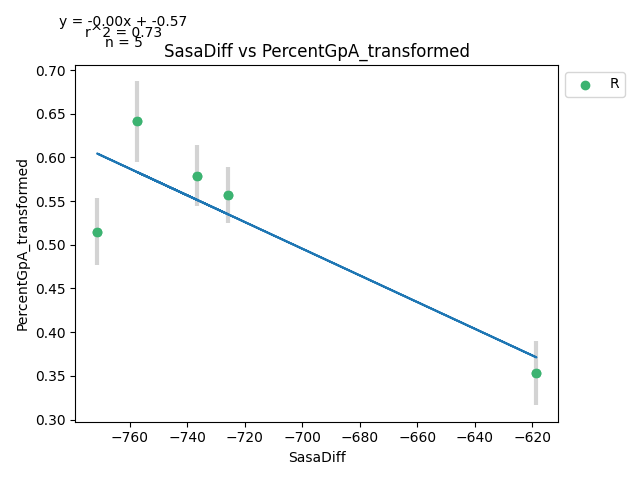 y = -0.00x + -0.57
r^2 = 0.73
n = 5
SasaDiff vs PercentGpA_transformed
R
PercentGpA_transformed
0.70
0.65
0.60
0.55
0.50
0.45
0.40
0.35
0.30
−760 −740 −720 −700 −680 −660 −640 −620
SasaDiff